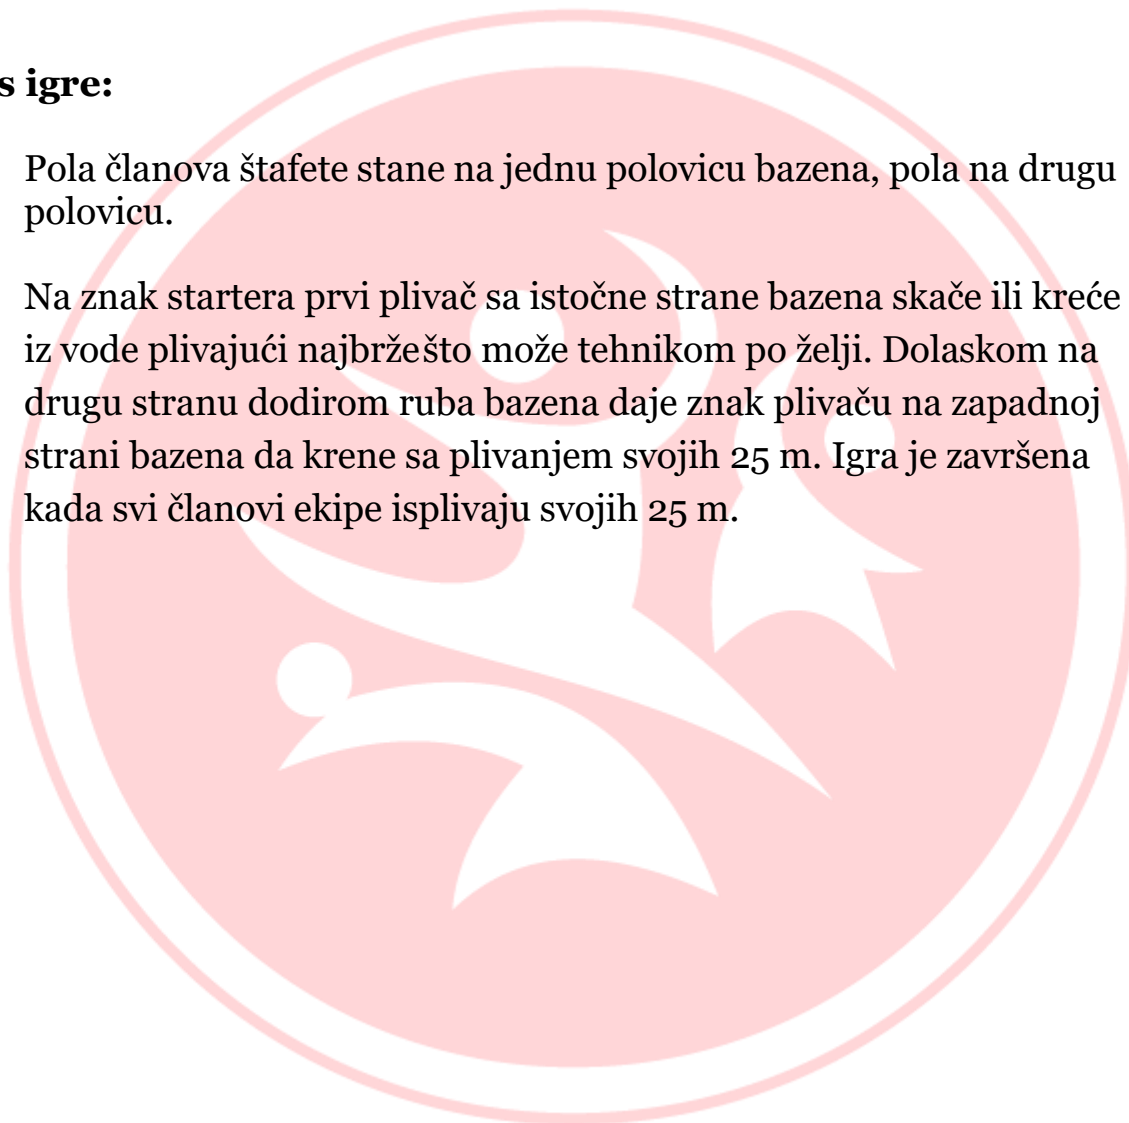 s igre:
Pola članova štafete stane na jednu polovicu bazena, pola na drugu
polovicu.
Na znak startera prvi plivač sa istočne strane bazena skače ili kreće
iz vode plivajući najbržešto može tehnikom po želji. Dolaskom na
drugu stranu dodirom ruba bazena daje znak plivaču na zapadnoj
strani bazena da krene sa plivanjem svojih 25 m. Igra je završena
kada svi članovi ekipe isplivaju svojih 25 m.